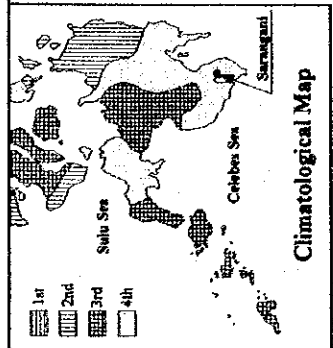 1st
2nd
3rd
4th
Sulu Sea
Celebes Sea
Sarangani
Climatological Map